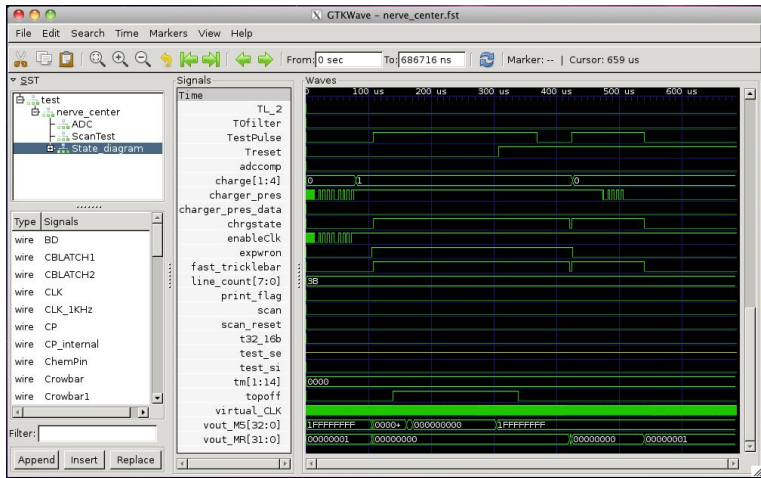 GTKWave – nerve_center.fst
File Edit Search Time Markers View Help
From: 0 sec To: 686716 ns Marker: -- | Cursor: 659 us
SST
test
nerve_center
ADC
ScanTest
State_diagram
Type Signals
wire BD
wire CBLATCH1
wire CBLATCH2
wire CLK
wire CLK_1KHz
wire CP
wire CP_internal
wire ChemPin
wire Crowbar
wire Crowbar1
Filter:
Append Insert Replace
Signals
Time
TL_2
TOfilter
TestPulse
Treset
adccomp
charge[1:4]
charger_pres
charger_pres_data
chrgstate
enableClk
expwron
fast_tricklebar
line_count[7:0]
print_flag
scan
scan_reset
t32_16b
test_se
test_si
tm[1:14]
topoff
virtual_CLK
vout_M5[32:0]
vout_MR[31:0]
Waves
0 100 us 200 us 300 us 400 us 500 us 600 us
0 1 0
3B
0000
1FFFFFFFF 0000+ 000000000 1FFFFFFFF
00000001 00000000 00000000 00000001